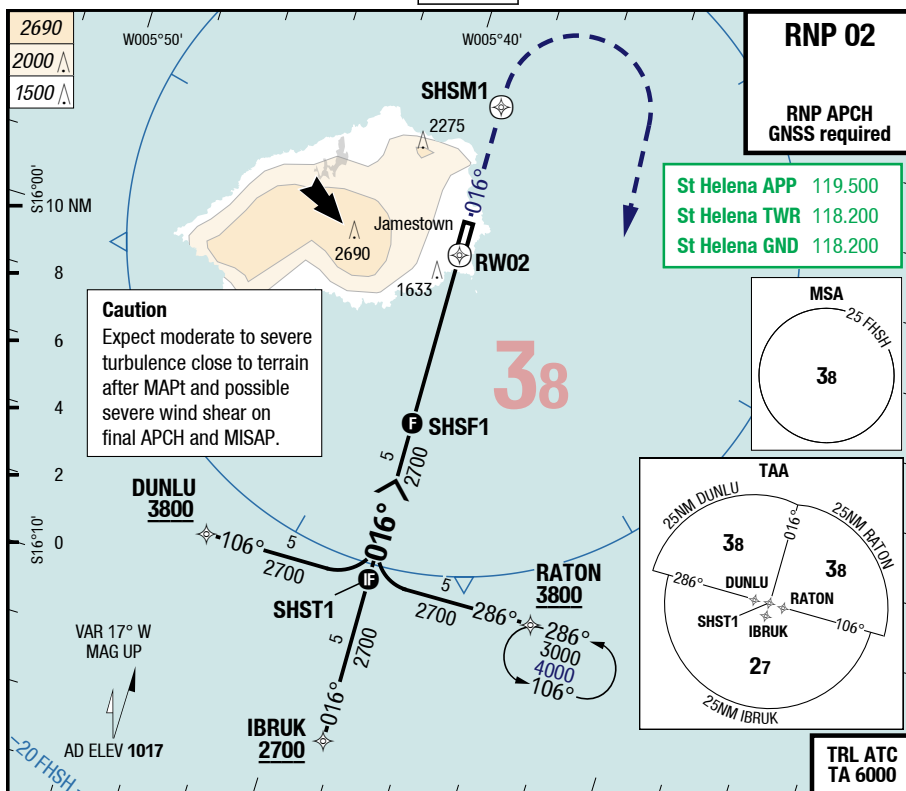 2690
2000
1500
W005°50'
W005°40'
RNP 02
RNP APCH
GNSS required
St Helena APP 119.500
St Helena TWR 118.200
St Helena GND 118.200
SHSM1
2275
016°
S16°00'
10 NM
Jamestown
2690
RW02
8
1633
MSA
25 FHSH
38
Caution
Expect moderate to severe
turbulence close to terrain
after MAPt and possible
severe wind shear on
final APCH and MISAP.
6
38
4
F SHSF1
5
2700
2
DUNLU
3800
016°
S16°10'
0
106°
5
2700
IF
SHST1
RATON
3800
5
2700
286°
286°
3000
4000
106°
5
2700
016°
IBRUK
2700
VAR 17° W
MAG UP
AD ELEV 1017
20 FHSH
TAA
25NM DUNLU
016°
25NM RATON
38
38
286°
DUNLU
RATON
SHST1
IBRUK
106°
27
25NM IBRUK
TRL ATC
TA 6000